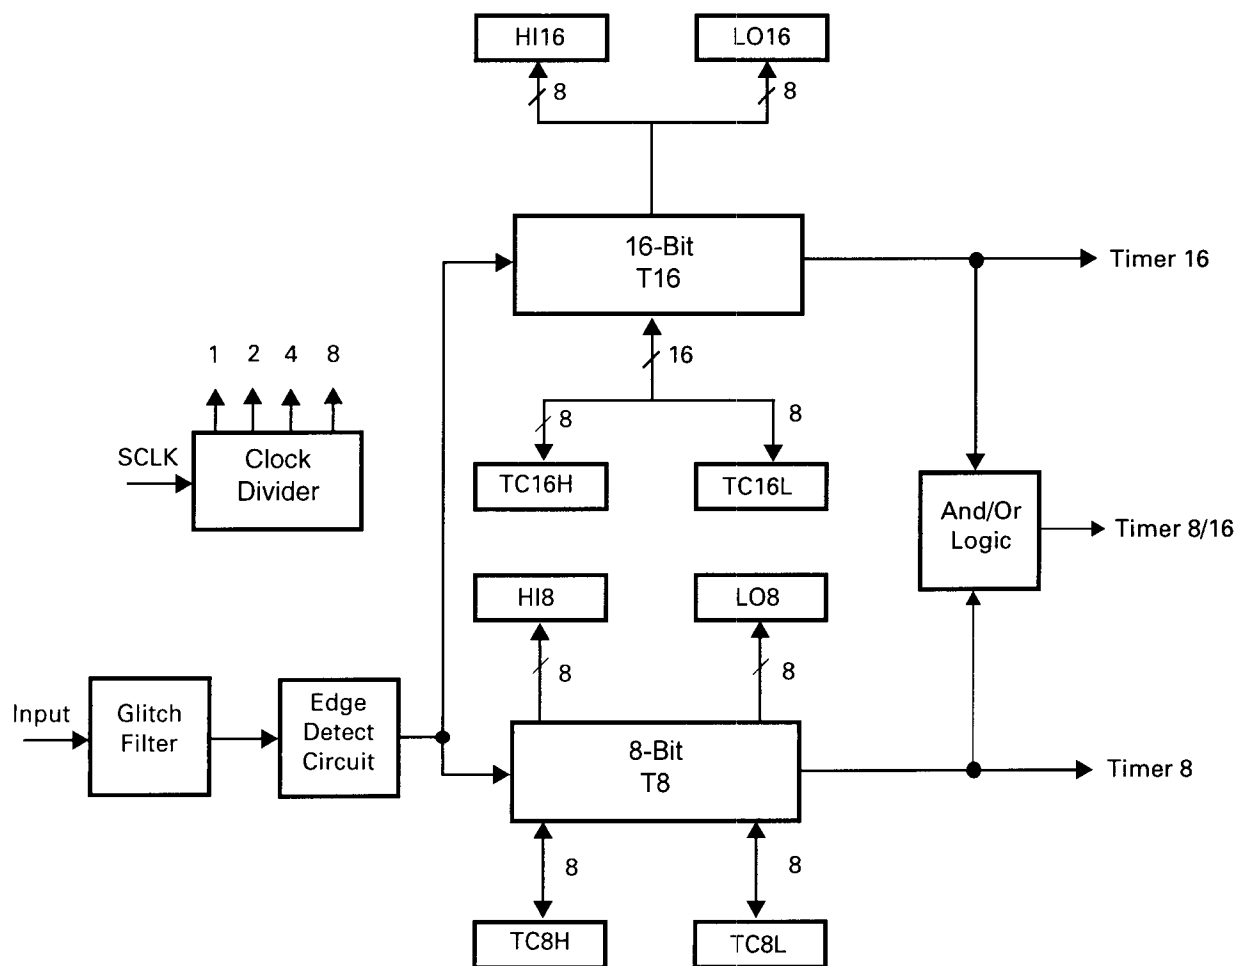 HI16
LO16
8
8
16-Bit
T16
Timer 16
16
1
2
4
8
8
8
SCLK
Clock
Divider
TC16H
TC16L
And/Or
Logic
Timer 8/16
HI8
LO8
8
8
Input
Glitch
Filter
Edge
Detect
Circuit
8-Bit
T8
Timer 8
8
8
TC8H
TC8L